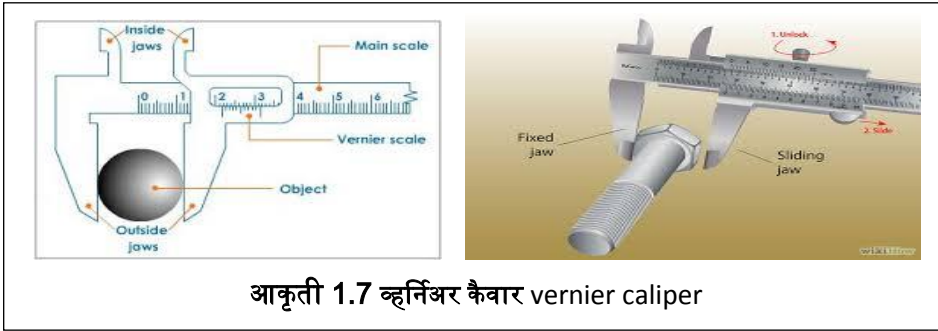 Inside
jaws
Main scale
0 1 2 3 4 5 6
Vernier scale
Object
Outside
jaws
1. Unlock
Fixed
jaw
Sliding
jaw
2. Slide
wikiHow
आकृती 1.7 व्हर्निअर कैवार vernier caliper